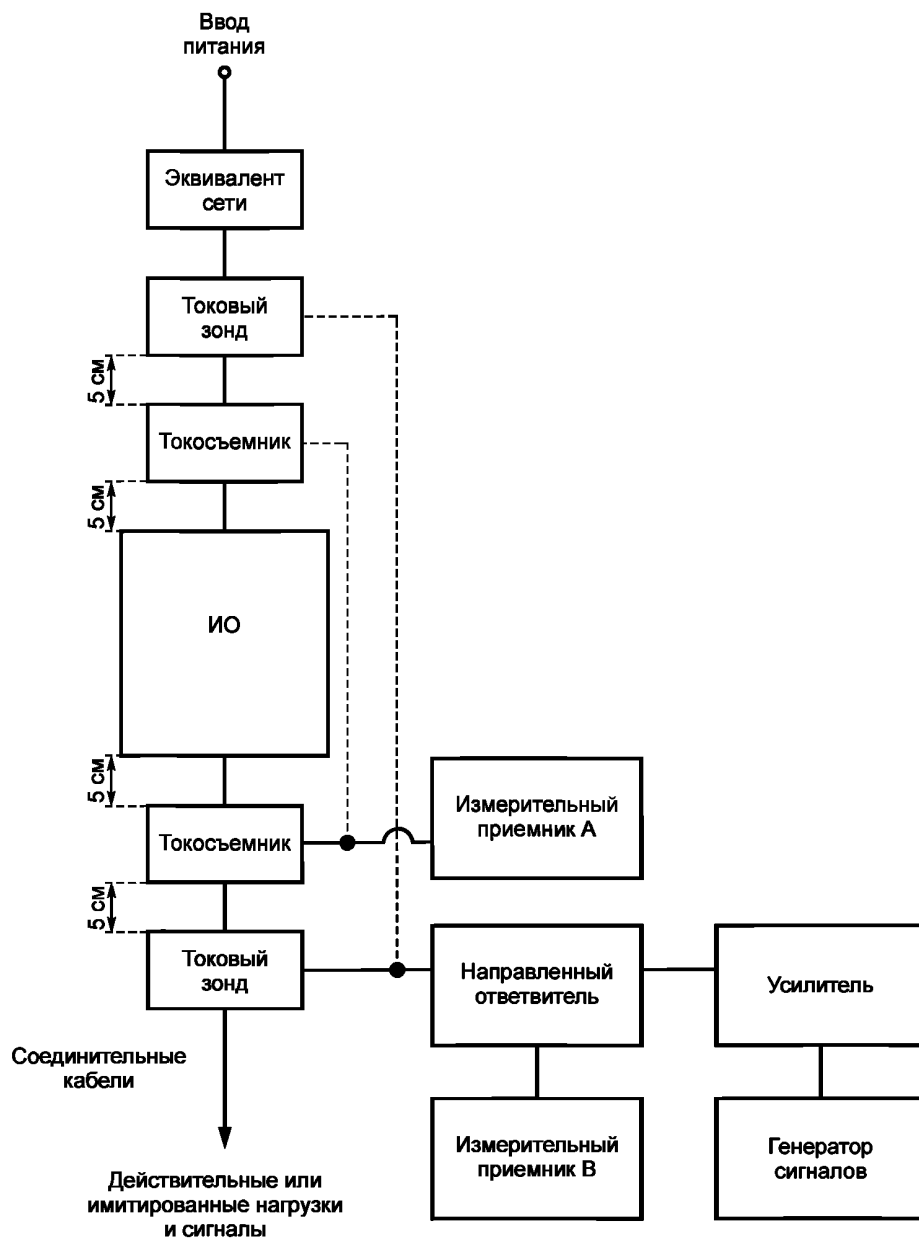 Ввод
питания
Эквивалент
сети
Токовый
зонд
5 см
Токосъемник
5 см
ИО
5 см
Токосъемник
Измерительный
приемник А
5 см
Токовый
зонд
Направленный
ответвитель
Усилитель
Соединительные
кабели
Измерительный
приемник В
Генератор
сигналов
Действительные или
имитированные нагрузки
и сигналы